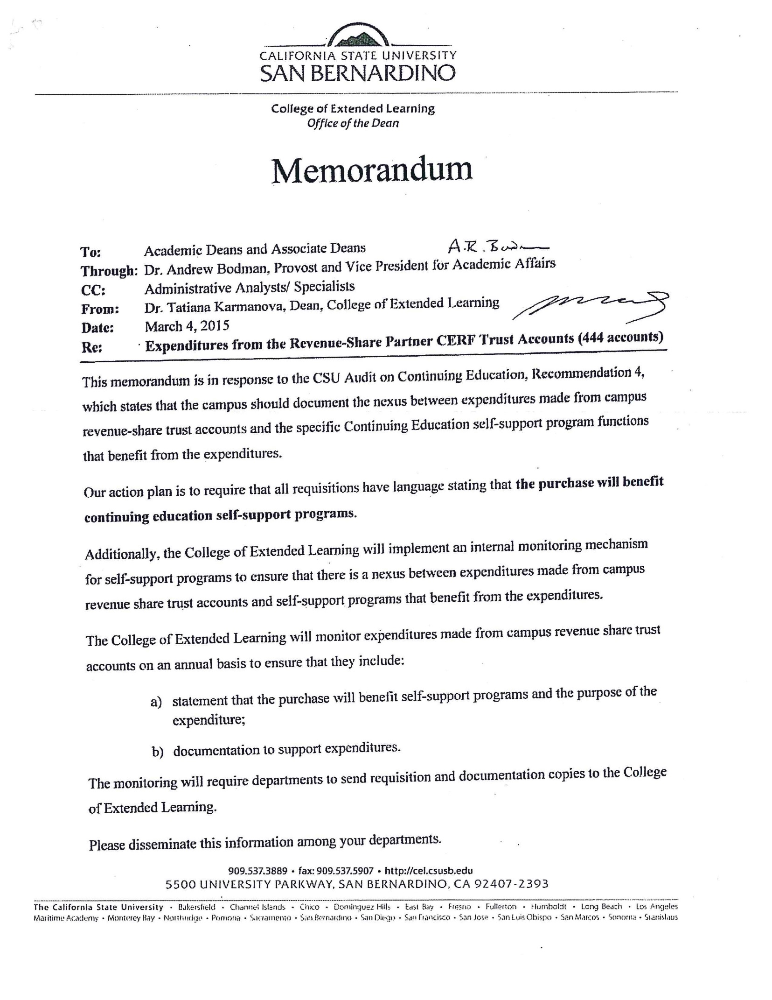 CALIFORNIA STATE UNIVERSITY
SAN BERNARDINO
College of Extended Learning
Office of the Dean
Memorandum
A.R. Bodman
To: Academic Deans and Associate Deans
Through: Dr. Andrew Bodman, Provost and Vice President for Academic Affairs
CC: Administrative Analysts/ Specialists
From: Dr. Tatiana Karmanova, Dean, College of Extended Learning
Date: March 4, 2015
Re: Expenditures from the Revenue-Share Partner CERF Trust Accounts (444 accounts)
This memorandum is in response to the CSU Audit on Continuing Education, Recommendation 4,
which states that the campus should document the nexus between expenditures made from campus
revenue-share trust accounts and the specific Continuing Education self-support program functions
that benefit from the expenditures.
Our action plan is to require that all requisitions have language stating that the purchase will benefit
continuing education self-support programs.
Additionally, the College of Extended Learning will implement an internal monitoring mechanism
for self-support programs to ensure that there is a nexus between expenditures made from campus
revenue share trust accounts and self-support programs that benefit from the expenditures.
The College of Extended Learning will monitor expenditures made from campus revenue share trust
accounts on an annual basis to ensure that they include:
a) statement that the purchase will benefit self-support programs and the purpose of the
expenditure;
b) documentation to support expenditures.
The monitoring will require departments to send requisition and documentation copies to the College
of Extended Learning.
Please disseminate this information among your departments.
909.537.3889 • fax: 909.537.5907 • http://cel.csusb.edu
5500 UNIVERSITY PARKWAY, SAN BERNARDINO, CA 92407-2393
The California State University • Bakersfield • Channel Islands • Chico • Dominguez Hills • East Bay • Fresno • Fullerton • Humboldt • Long Beach • Los Angeles
Maritime Academy • Monterey Bay • Northridge • Pomona • Sacramento • San Bernardino • San Diego • San Francisco • San Jose • San Luis Obispo • San Marcos • Sonoma • Stanislaus